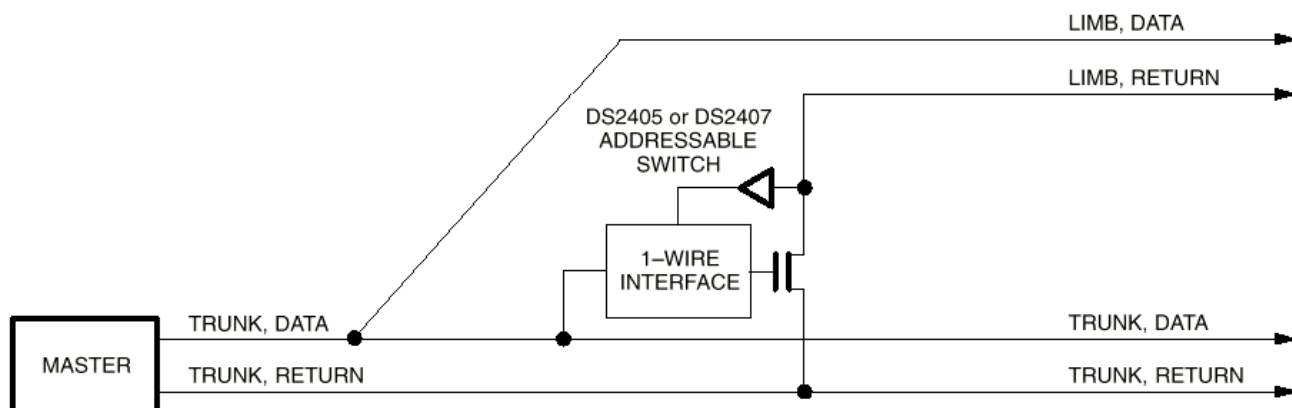 LIMB, DATA
LIMB, RETURN
DS2405 or DS2407
ADDRESSABLE
SWITCH
1–WIRE
INTERFACE
TRUNK, DATA
TRUNK, DATA
MASTER
TRUNK, RETURN
TRUNK, RETURN